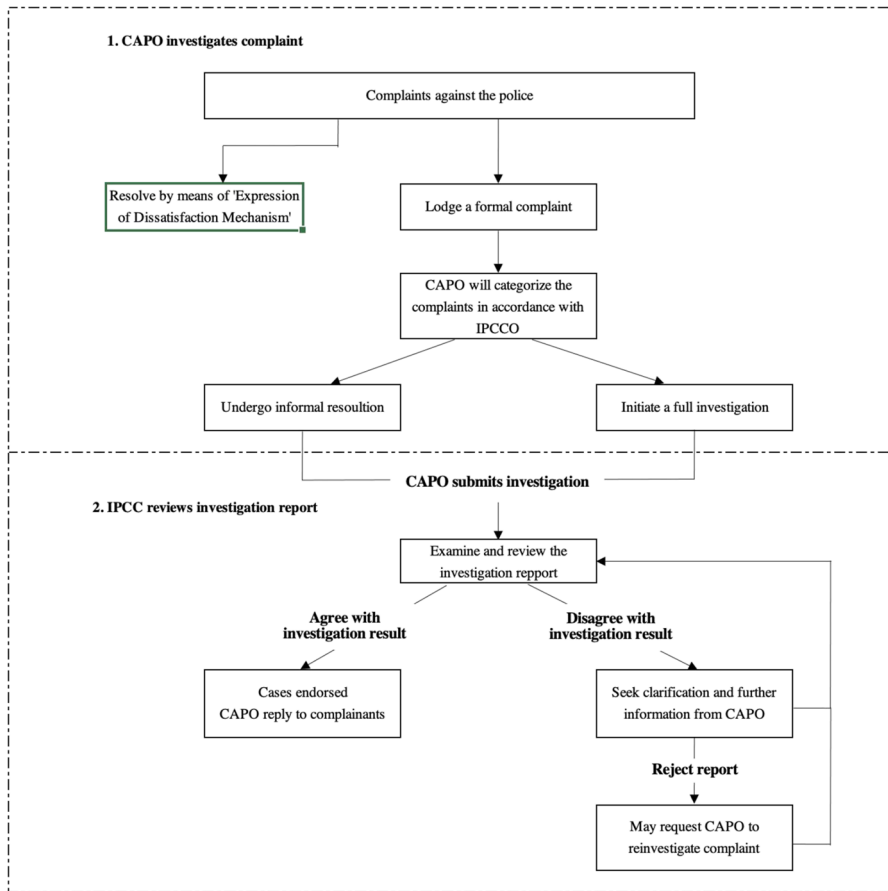 1. CAPO investigates complaint
Complaints against the police
Resolve by means of 'Expression
of Dissatisfaction Mechanism'
Lodge a formal complaint
CAPO will categorize the
complaints in accordance with
IPCCO
Undergo informal resoultion
Initiate a full investigation
CAPO submits investigation
2. IPCC reviews investigation report
Examine and review the
investigation repport
Agree with
investigation result
Disagree with
investigation result
Cases endorsed
CAPO reply to complainants
Seek clarification and further
information from CAPO
Reject report
May request CAPO to
reinvestigate complaint